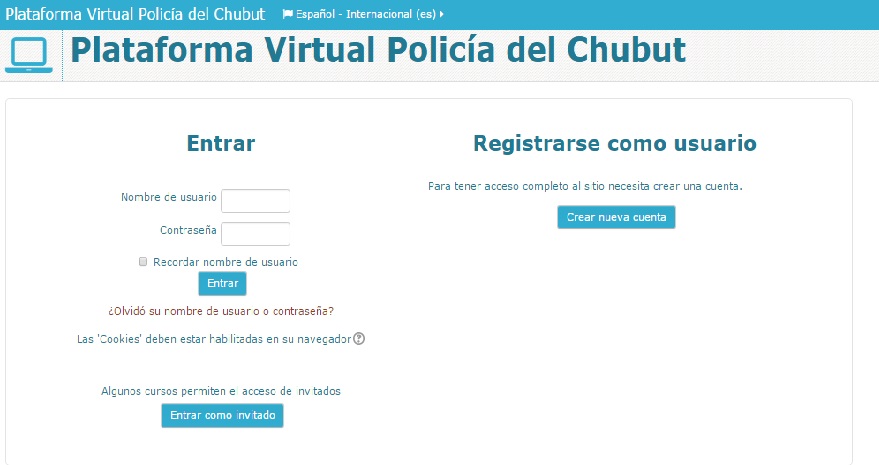 Plataforma Virtual Policía del Chubut Español - Internacional (es)
Plataforma Virtual Policía del Chubut
Entrar
Nombre de usuario
Contraseña
Recordar nombre de usuario
Entrar
¿Olvidó su nombre de usuario o contraseña?
Las 'Cookies' deben estar habilitadas en su navegador
Algunos cursos permiten el acceso de invitados
Entrar como invitado
Registrarse como usuario
Para tener acceso completo al sitio necesita crear una cuenta.
Crear nueva cuenta